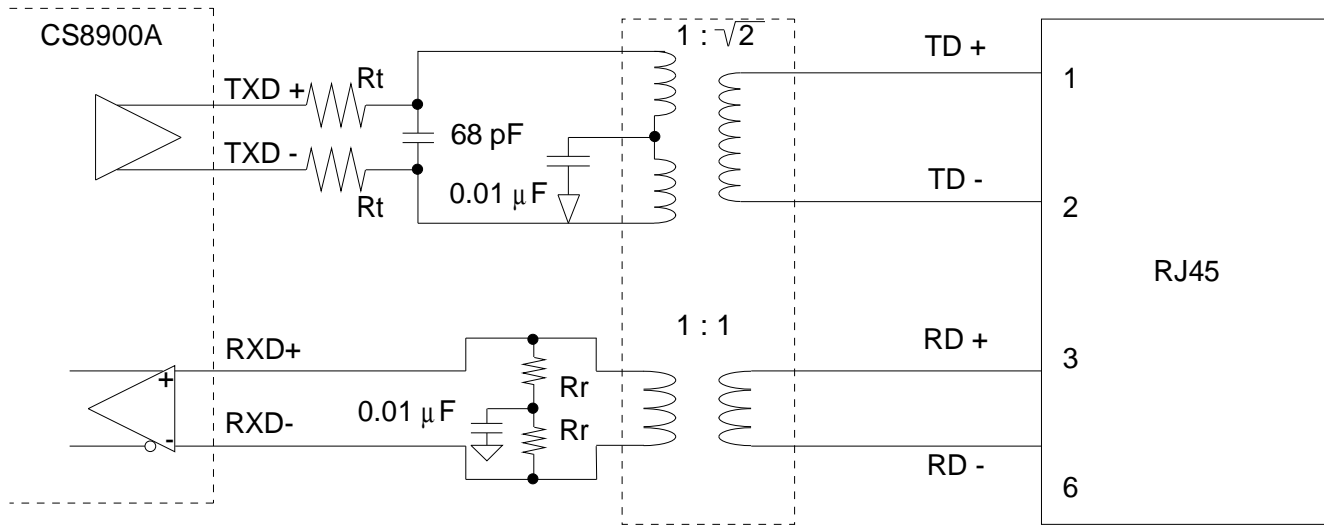 CS8900A
1 : √2
TXD +
Rt
TD +
1
68 pF
TXD -
Rt
0.01 μF
TD -
2
RJ45
1 : 1
RXD+
RD +
3
+
Rr
0.01 μF
RXD-
Rr
-
RD -
6